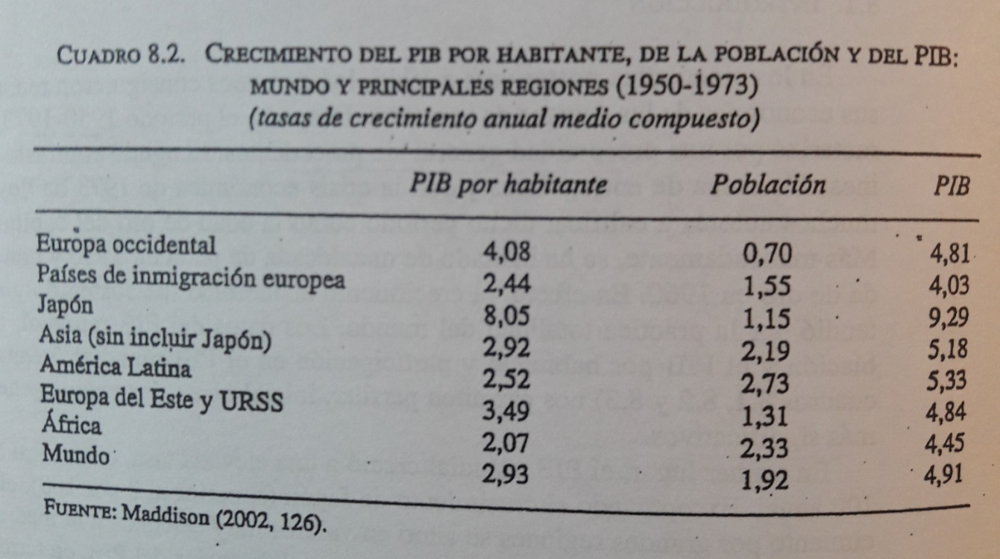 CUADRO 8.2. CRECIMIENTO DEL PIB POR HABITANTE, DE LA POBLACIÓN Y DEL PIB:
MUNDO Y PRINCIPALES REGIONES (1950-1973)
(tasas de crecimiento anual medio compuesto)
PIB por habitante Población PIB
Europa occidental 4,08 0,70 4,81
Países de inmigración europea 2,44 1,55 4,03
Japón 8,05 1,15 9,29
Asia (sin incluir Japón) 2,92 2,19 5,18
América Latina 2,52 2,73 5,33
Europa del Este y URSS 3,49 1,31 4,84
África 2,07 2,33 4,45
Mundo 2,93 1,92 4,91
FUENTE: Maddison (2002, 126).